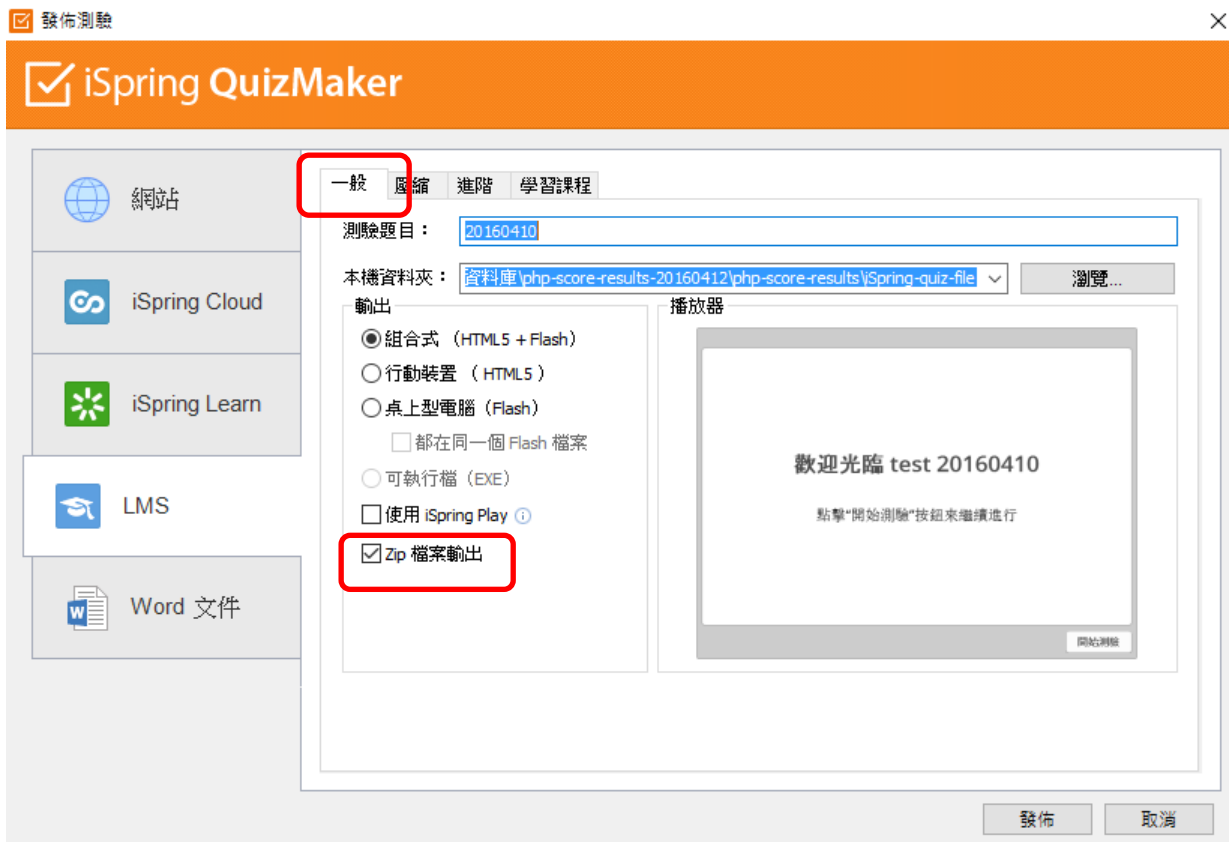 發佈測驗
iSpring QuizMaker
網站
iSpring Cloud
iSpring Learn
LMS
Word 文件
一般 壓縮 進階 學習課程
測驗題目： 20160410
本機資料夾： 資料庫\php-score-results-20160412\php-score-results\iSpring-quiz-file 瀏覽...
輸出
組合式 （HTML5 + Flash）
行動裝置 （ HTML5 ）
桌上型電腦（Flash）
都在同一個 Flash 檔案
可執行檔（EXE）
使用 iSpring Play
Zip 檔案輸出
播放器
歡迎光臨 test 20160410
點擊“開始測驗”按鈕來繼續進行
開始測驗
發佈 取消